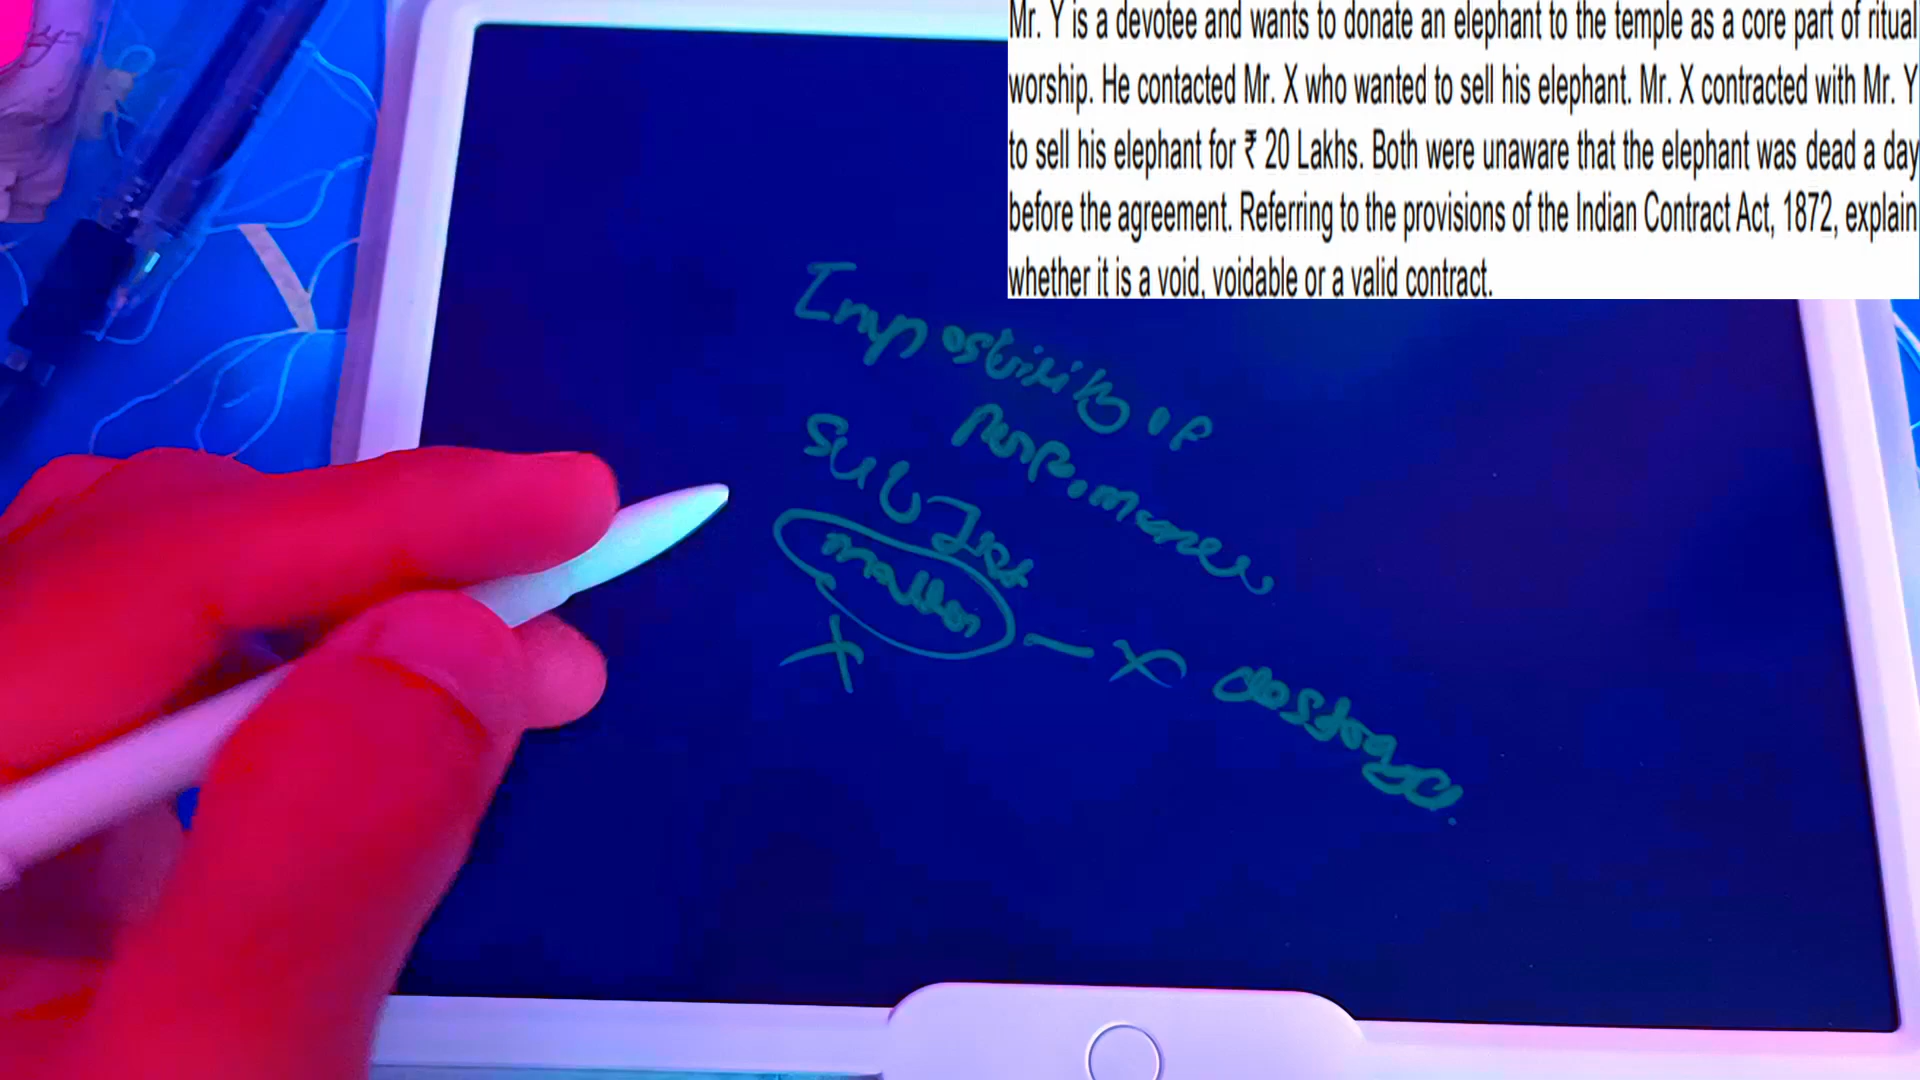 Mr. Y is a devotee and wants to donate an elephant to the temple as a core part of ritual
worship. He contacted Mr. X who wanted to sell his elephant. Mr. X contracted with Mr. Y
to sell his elephant for ₹ 20 Lakhs. Both were unaware that the elephant was dead a day
before the agreement. Referring to the provisions of the Indian Contract Act, 1872, explain
whether it is a void, voidable or a valid contract.
of
Subject
matter
X
— X destroyed.